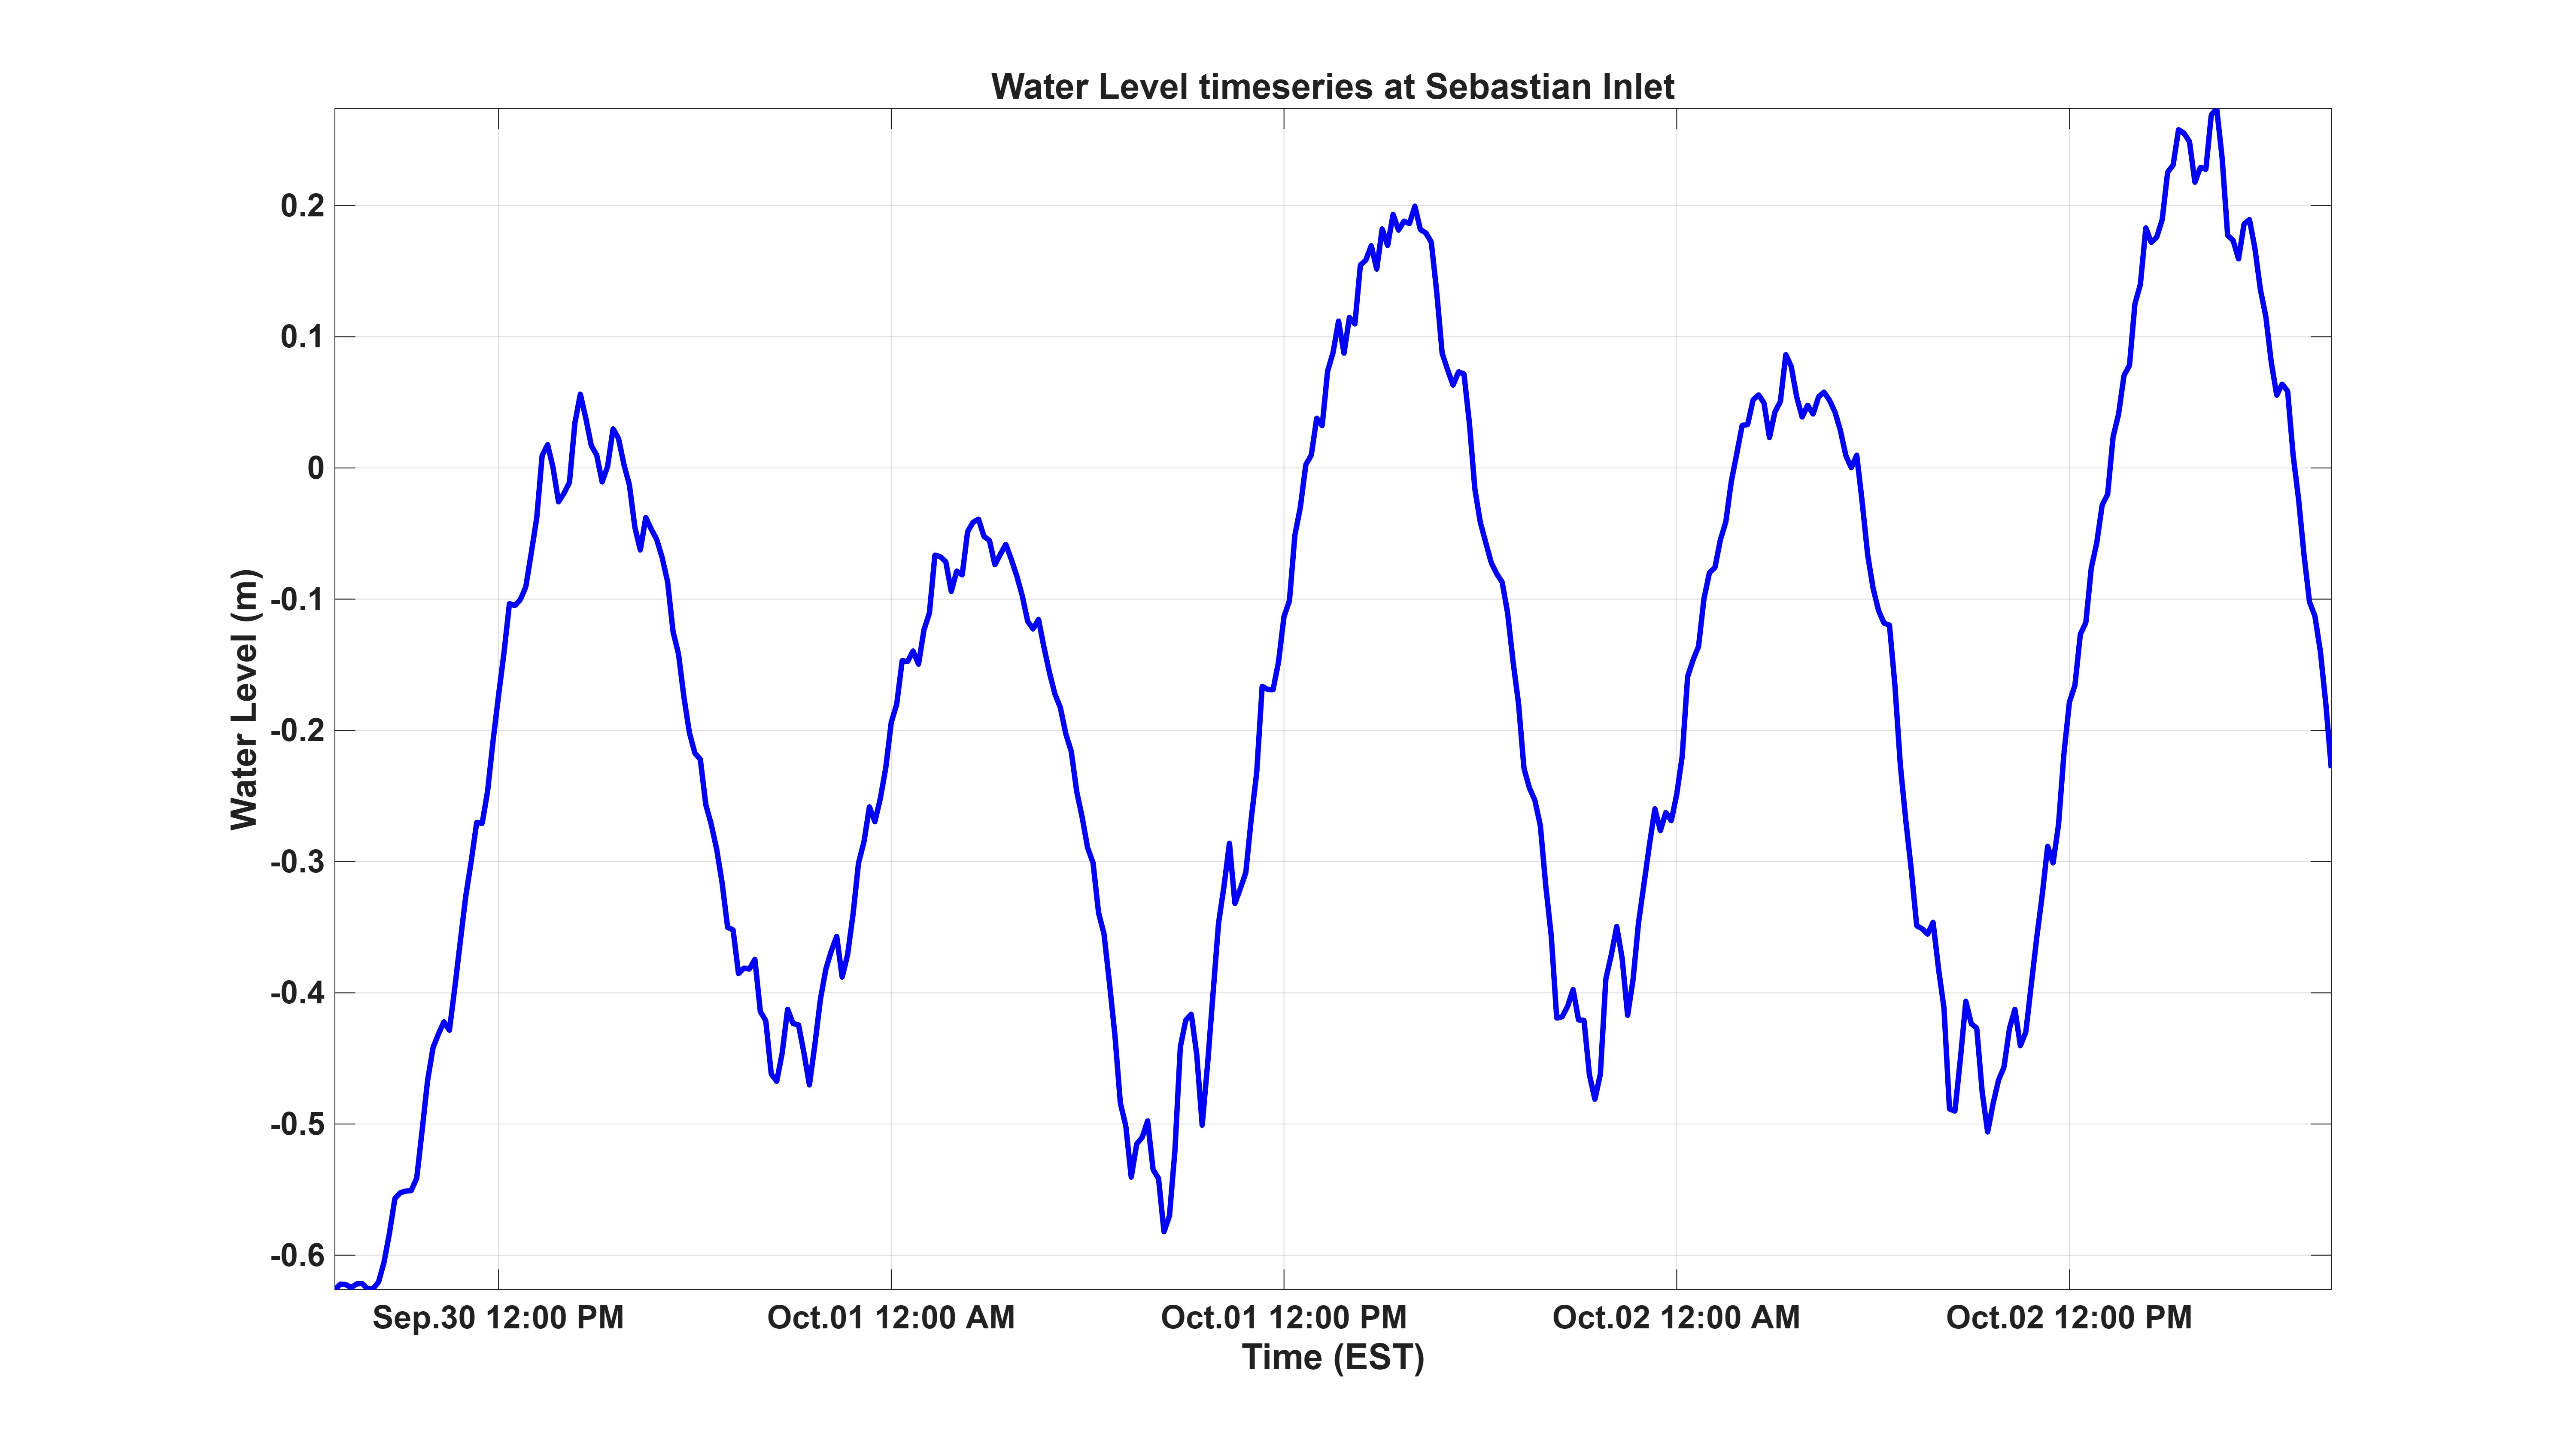 Water Level timeseries at Sebastian Inlet
0.2
0.1
0
-0.1
-0.2
-0.3
-0.4
-0.5
-0.6
Water Level (m)
Sep.30 12:00 PM
Oct.01 12:00 AM
Oct.01 12:00 PM
Oct.02 12:00 AM
Oct.02 12:00 PM
Time (EST)